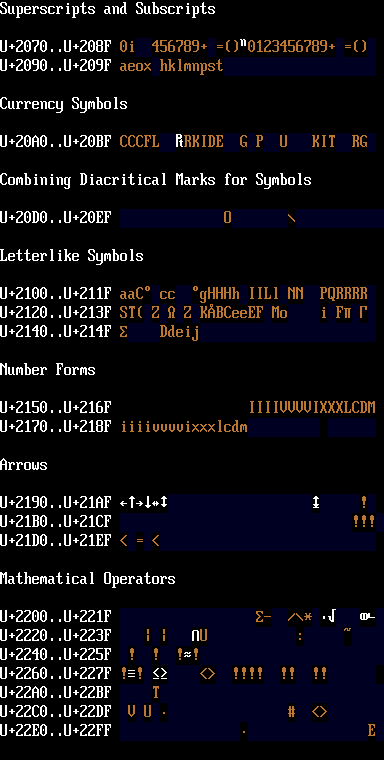 Superscripts and Subscripts
U+2070..U+208F 0i  456789+ =()ⁿ0123456789+ =()
U+2090..U+209F aeox hklmnpst
Currency Symbols
U+20A0..U+20BF CCCFL  ₧RKIDE  G P  U   KIT  RG
Combining Diacritical Marks for Symbols
U+20D0..U+20EF O \
Letterlike Symbols
U+2100..U+211F aaC° cc  °gHHHh IILl NN  PQRRRR
U+2120..U+213F ST( Z Ω Z KÅBCeeEF Mo    i Fπ Γ
U+2140..U+214F Σ    Ddeij
Number Forms
U+2150..U+216F IIIIVVVVIXXXLCDM
U+2170..U+218F iiiivvvvixxxlcdm
Arrows
U+2190..U+21AF ←↑→↓↔↕ ↨ !
U+21B0..U+21CF !!!
U+21D0..U+21EF < = <
Mathematical Operators
U+2200..U+221F Σ-  /\* ·√   ∞∟
U+2220..U+223F ¦ ¦   ∩U : ~
U+2240..U+225F !  !  !≈!
U+2260..U+227F !≡! ≤≥    <>  !!!!  !!  !!
U+22A0..U+22BF T
U+22C0..U+22DF V U · #  <>
U+22E0..U+22FF · E